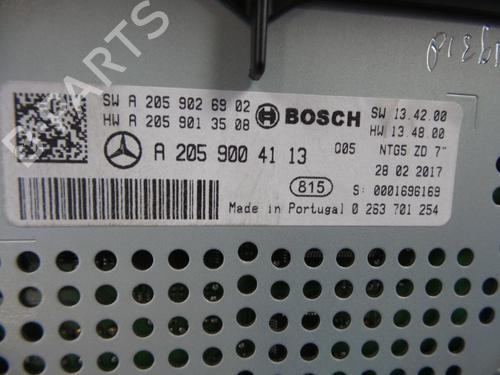 PARTS
SW A 205 902 69 02
HW A 205 901 35 08
BOSCH
SW 13.42.00
HW 13.48.00
A 205 900 41 13
Q05
NTG5 ZD 7"
28 02 2017
815
S: 0001696169
Made in Portugal 0 263 701 254